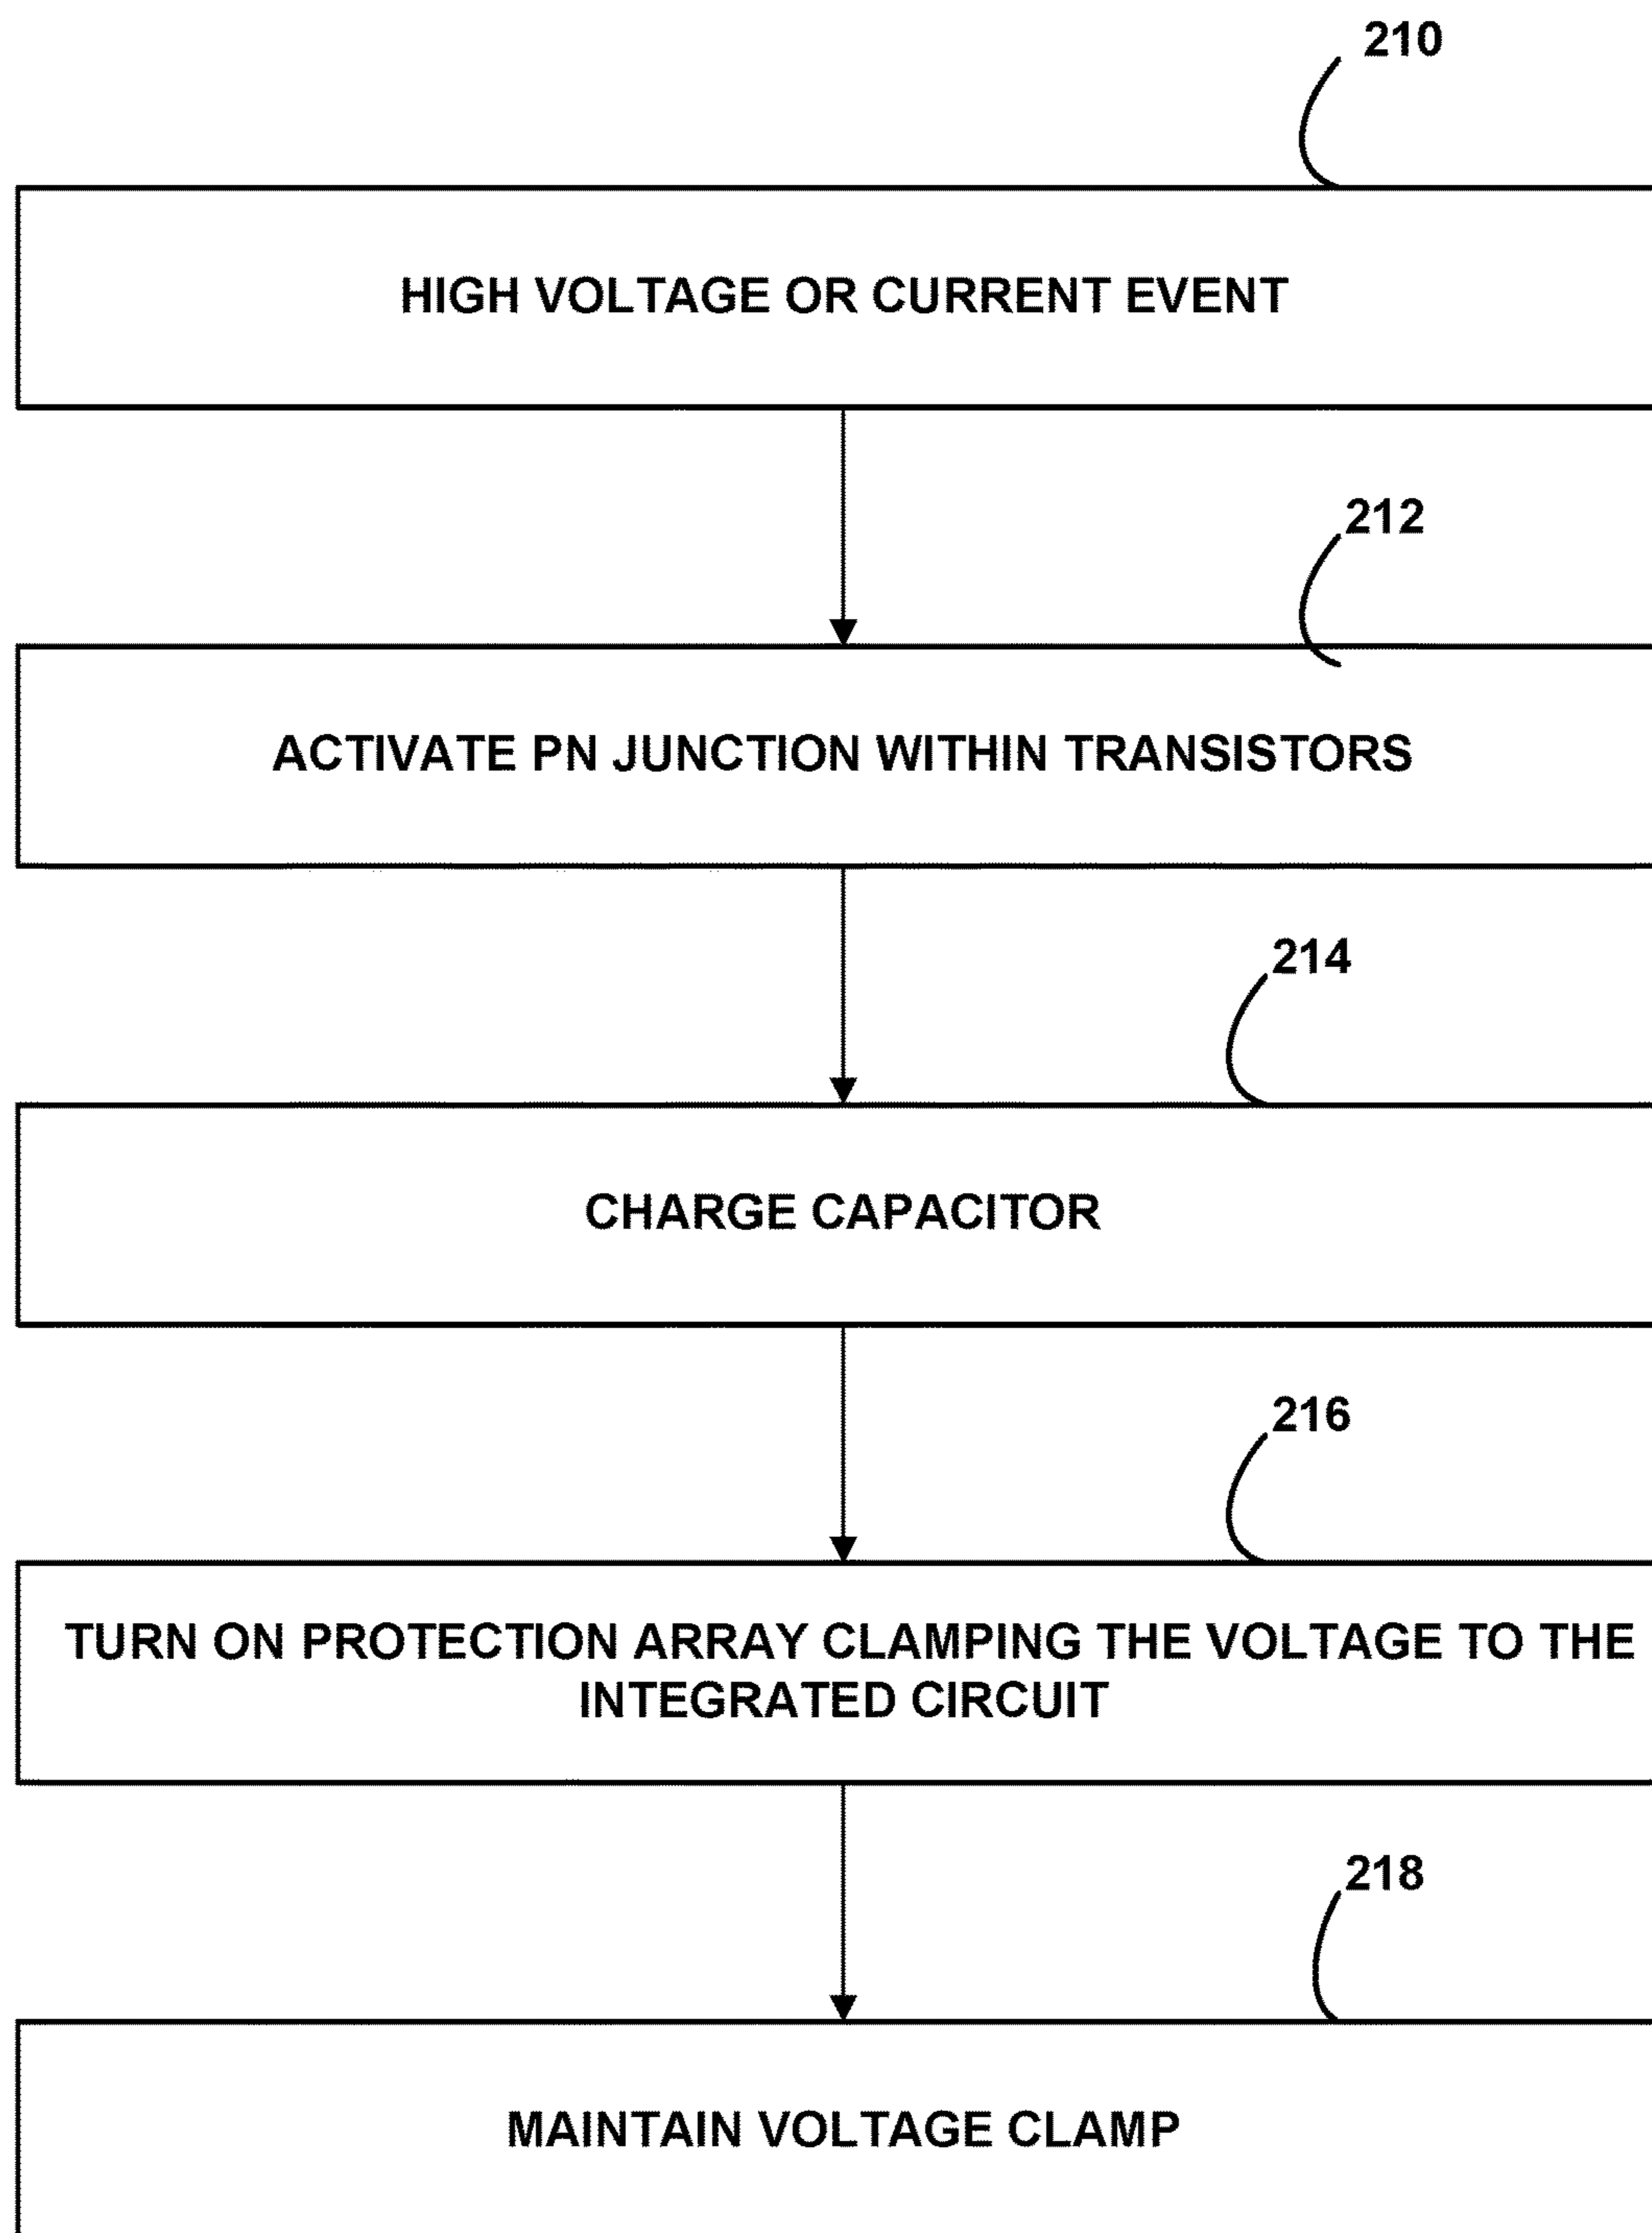 210
HIGH VOLTAGE OR CURRENT EVENT
212
ACTIVATE PN JUNCTION WITHIN TRANSISTORS
214
CHARGE CAPACITOR
216
TURN ON PROTECTION ARRAY CLAMPING THE VOLTAGE TO THE
INTEGRATED CIRCUIT
218
MAINTAIN VOLTAGE CLAMP